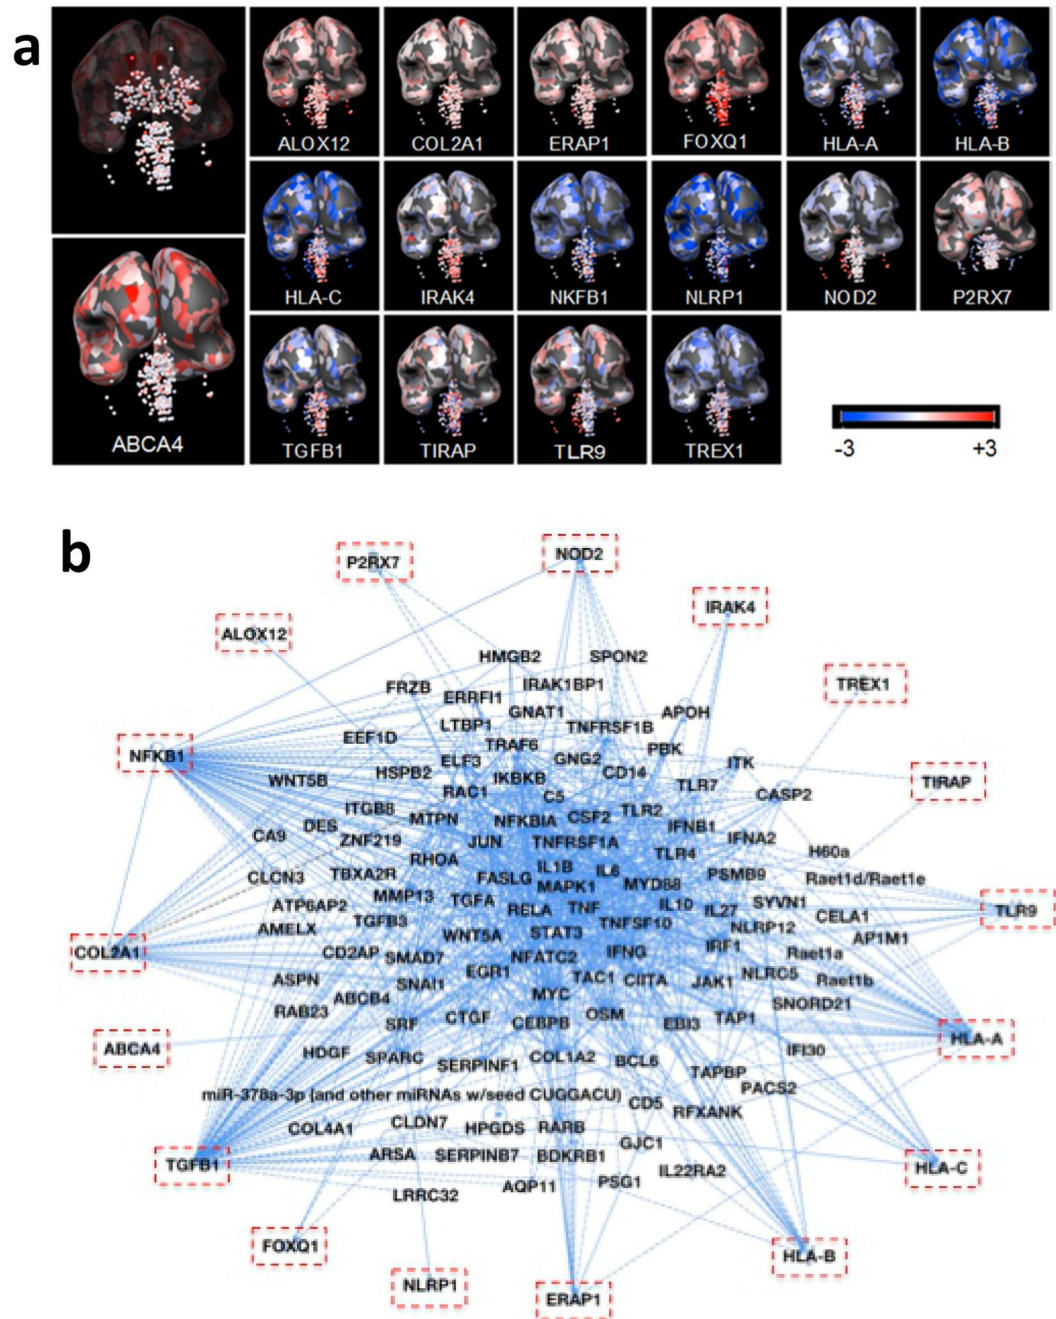 a
ALOX12 COL2A1 ERAP1 FOXQ1 HLA-A HLA-B
HLA-C IRAK4 NKFB1 NLRP1 NOD2 P2RX7
ABCA4 TGFB1 TIRAP TLR9 TREX1
-3 +3
b
NOD2
P2RX7
IRAK4
ALOX12
HMGB2 SPON2
TREX1
FRZB ERRFI1 IRAK1BP1
GNAT1 APOH
LTBP1 TNFRSF1B
EEF1D TRAF6 PBK
NFKB1 ELF3 GNG2 ITK
HSPB2 IKBKB CD14
WNT5B TLR7 TIRAP
RAC1 C5 CASP2
ITGB8 MTPN NFKBIA CSF2 TLR2
CA9 DES IFNB1 IFNA2
ZNF219 JUN TNFRSF1A
RHOA TLR4 H60a
CLCN3 TBXA2R FASLG IL1B IL6 PSMB9 Raet1d/Raet1e
MMP13 MAPK1 MYD88
ATP6AP2 TGFA RELA TNF IL10 IL27 SYVN1 CELA1 TLR9
AMELX TGFB3 TNFSF10 NLRP12
WNT5A STAT3 AP1M1
COL2A1 CD2AP SMAD7 NFATC2 IFNG IRF1 Raet1a
ASPN EGR1 TAC1 CIITA JAK1 NLRC5 Raet1b
ABCB4 SNAI1 MYC
RAB23 SNORD21
SRF CTGF CEBPB OSM EBI3 TAP1
ABCA4 HLA-A
HDGF SPARC SERPINF1 COL1A2 BCL6 IFI30
TAPBP
miR-378a-3p (and other miRNAs w/seed CUGGACU) PACS2
CD5 RFXANK
COL4A1 CLDN7 HPGDS RARB
GJC1
TGFB1 ARSA SERPINB7 BDKRB1 HLA-C
IL22RA2
LRRC32 AQP11 PSG1
FOXQ1
HLA-B
NLRP1
ERAP1